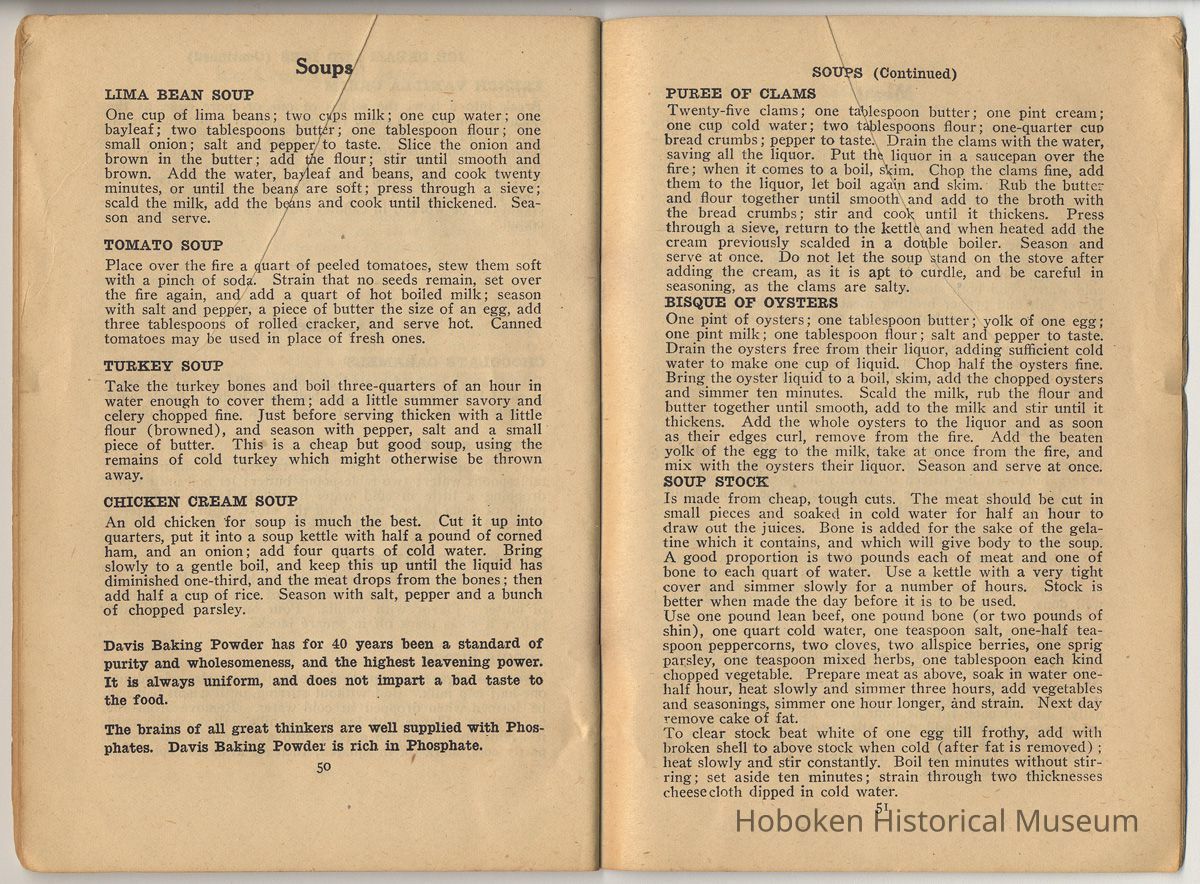 Soups
LIMA BEAN SOUP
One cup of lima beans; two cups milk; one cup water; one
bayleaf; two tablespoons butter; one tablespoon flour; one
small onion; salt and pepper to taste. Slice the onion and
brown in the butter; add the flour; stir until smooth and
brown. Add the water, bayleaf and beans, and cook twenty
minutes, or until the beans are soft; press through a sieve;
scald the milk, add the beans and cook until thickened. Sea-
son and serve.
TOMATO SOUP
Place over the fire a quart of peeled tomatoes, stew them soft
with a pinch of soda. Strain that no seeds remain, set over
the fire again, and add a quart of hot boiled milk; season
with salt and pepper, a piece of butter the size of an egg, add
three tablespoons of rolled cracker, and serve hot. Canned
tomatoes may be used in place of fresh ones.
TURKEY SOUP
Take the turkey bones and boil three-quarters of an hour in
water enough to cover them; add a little summer savory and
celery chopped fine. Just before serving thicken with a little
flour (browned), and season with pepper, salt and a small
piece of butter. This is a cheap but good soup, using the
remains of cold turkey which might otherwise be thrown
away.
CHICKEN CREAM SOUP
An old chicken for soup is much the best. Cut it up into
quarters, put it into a soup kettle with half a pound of corned
ham, and an onion; add four quarts of cold water. Bring
slowly to a gentle boil, and keep this up until the liquid has
diminished one-third, and the meat drops from the bones; then
add half a cup of rice. Season with salt, pepper and a bunch
of chopped parsley.
Davis Baking Powder has for 40 years been a standard of
purity and wholesomeness, and the highest leavening power.
It is always uniform, and does not impart a bad taste to
the food.
The brains of all great thinkers are well supplied with Phos-
phates. Davis Baking Powder is rich in Phosphate.
50
SOUPS (Continued)
PUREE OF CLAMS
Twenty-five clams; one tablespoon butter; one pint cream;
one cup cold water; two tablespoons flour; one-quarter cup
bread crumbs; pepper to taste. Drain the clams with the water,
saving all the liquor. Put the liquor in a saucepan over the
fire; when it comes to a boil, skim. Chop the clams fine, add
them to the liquor, let boil again and skim. Rub the butter
and flour together until smooth and add to the broth with
the bread crumbs; stir and cook until it thickens. Press
through a sieve, return to the kettle and when heated add the
cream previously scalded in a double boiler. Season and
serve at once. Do not let the soup stand on the stove after
adding the cream, as it is apt to curdle, and be careful in
seasoning, as the clams are salty.
BISQUE OF OYSTERS
One pint of oysters; one tablespoon butter; yolk of one egg;
one pint milk; one tablespoon flour; salt and pepper to taste.
Drain the oysters free from their liquor, adding sufficient cold
water to make one cup of liquid. Chop half the oysters fine.
Bring the oyster liquid to a boil, skim, add the chopped oysters
and simmer ten minutes. Scald the milk, rub the flour and
butter together until smooth, add to the milk and stir until it
thickens. Add the whole oysters to the liquor and as soon
as their edges curl, remove from the fire. Add the beaten
yolk of the egg to the milk, take at once from the fire, and
mix with the oysters their liquor. Season and serve at once.
SOUP STOCK
Is made from cheap, tough cuts. The meat should be cut in
small pieces and soaked in cold water for half an hour to
draw out the juices. Bone is added for the sake of the gela-
tine which it contains, and which will give body to the soup.
A good proportion is two pounds each of meat and one of
bone to each quart of water. Use a kettle with a very tight
cover and simmer slowly for a number of hours. Stock is
better when made the day before it is to be used.
Use one pound lean beef, one pound bone (or two pounds of
shin), one quart cold water, one teaspoon salt, one-half tea-
spoon peppercorns, two cloves, two allspice berries, one sprig
parsley, one teaspoon mixed herbs, one tablespoon each kind
chopped vegetable. Prepare meat as above, soak in water one-
half hour, heat slowly and simmer three hours, add vegetables
and seasonings, simmer one hour longer, and strain. Next day
remove cake of fat.
To clear stock beat white of one egg till frothy, add with
broken shell to above stock when cold (after fat is removed);
heat slowly and stir constantly. Boil ten minutes without stir-
ring; set aside ten minutes; strain through two thicknesses
cheesecloth dipped in cold water.
51
Hoboken Historical Museum